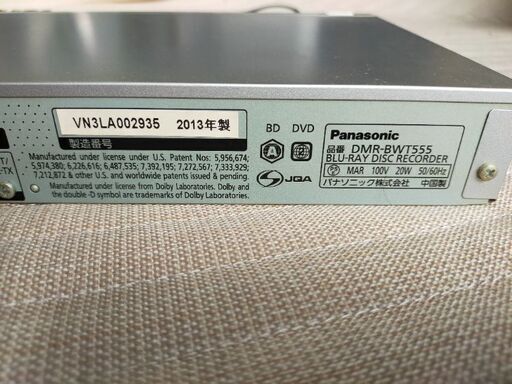 VN3LA002935 2013年製
製造番号
Manufactured under license under U.S. Patent Nos: 5,956,674;
5,974,380; 6,226,616; 6,487,535; 7,392,195; 7,272,567; 7,333,929;
7,212,872 & other U.S. and worldwide patents issued & pending.
Manufactured under license from Dolby Laboratories. Dolby and
the double -D symbol are trademarks of Dolby Laboratories.
T/
-TX
BD DVD
A
JQA
Panasonic
品番 DMR-BWT555
BLU-RAY DISC RECORDER
MAR 100V 20W 50/60Hz
パナソニック株式会社 中国製